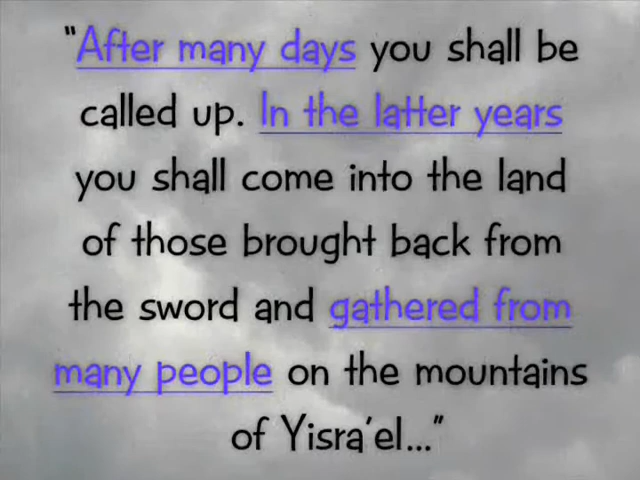 "After many days you shall be
called up. In the latter years
you shall come into the land
of those brought back from
the sword and gathered from
many people on the mountains
of Yisra'el..."